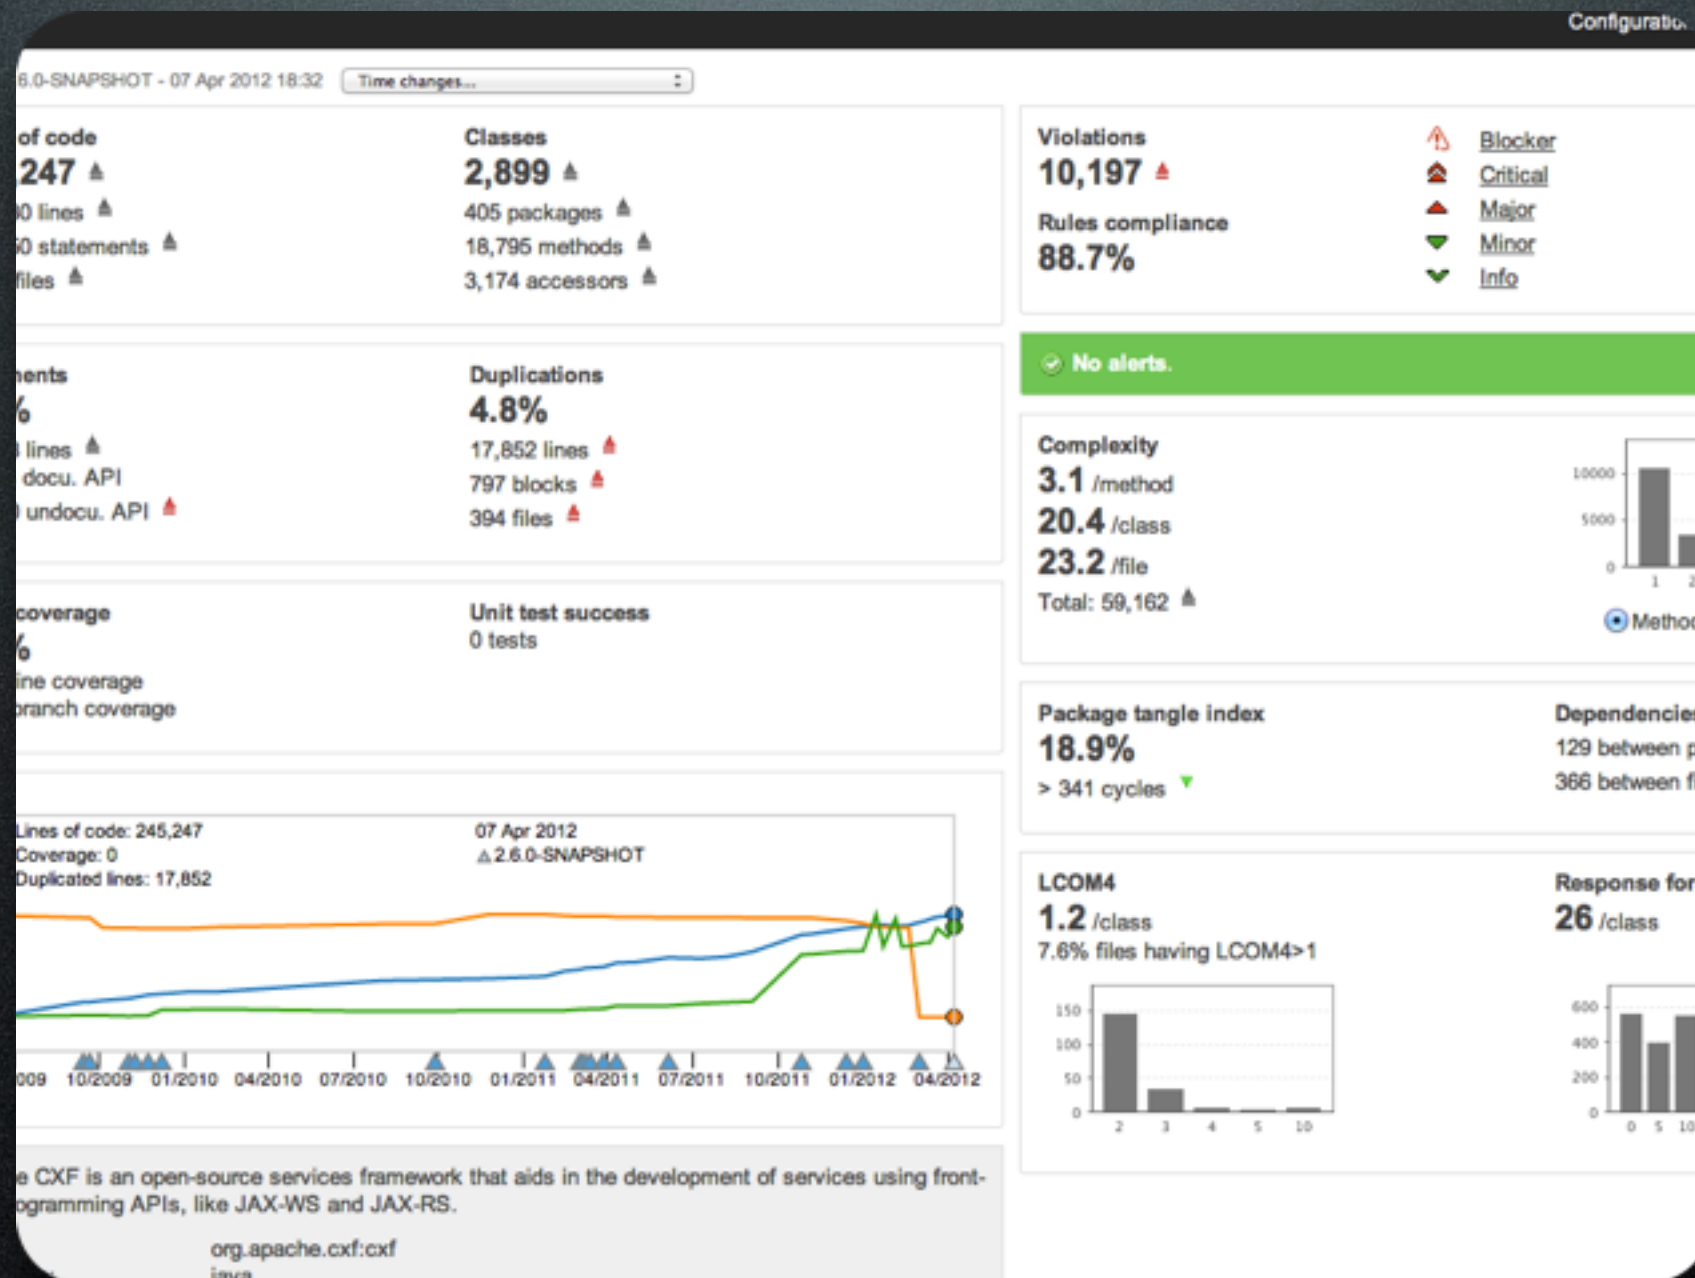 Configuratio
6.0-SNAPSHOT - 07 Apr 2012 18:32 Time changes...
of code
,247
0 lines
0 statements
files
Classes
2,899
405 packages
18,795 methods
3,174 accessors
Violations
10,197
Rules compliance
88.7%
Blocker
Critical
Major
Minor
Info
ents
%
lines
docu. API
undocu. API
Duplications
4.8%
17,852 lines
797 blocks
394 files
No alerts.
Complexity
3.1 /method
20.4 /class
23.2 /file
Total: 59,162
10000
5000
0
1 2
Method
coverage
%
ine coverage
branch coverage
Unit test success
0 tests
Package tangle index
18.9%
> 341 cycles
Dependencies
129 between p
366 between f
Lines of code: 245,247
Coverage: 0
Duplicated lines: 17,852
07 Apr 2012
2.6.0-SNAPSHOT
009 10/2009 01/2010 04/2010 07/2010 10/2010 01/2011 04/2011 07/2011 10/2011 01/2012 04/2012
LCOM4
1.2 /class
7.6% files having LCOM4>1
150
100
50
0
2 3 4 5 10
Response for
26 /class
600
400
200
0
0 5 10
e CXF is an open-source services framework that aids in the development of services using front-
ogramming APIs, like JAX-WS and JAX-RS.
org.apache.cxf:cxf
java